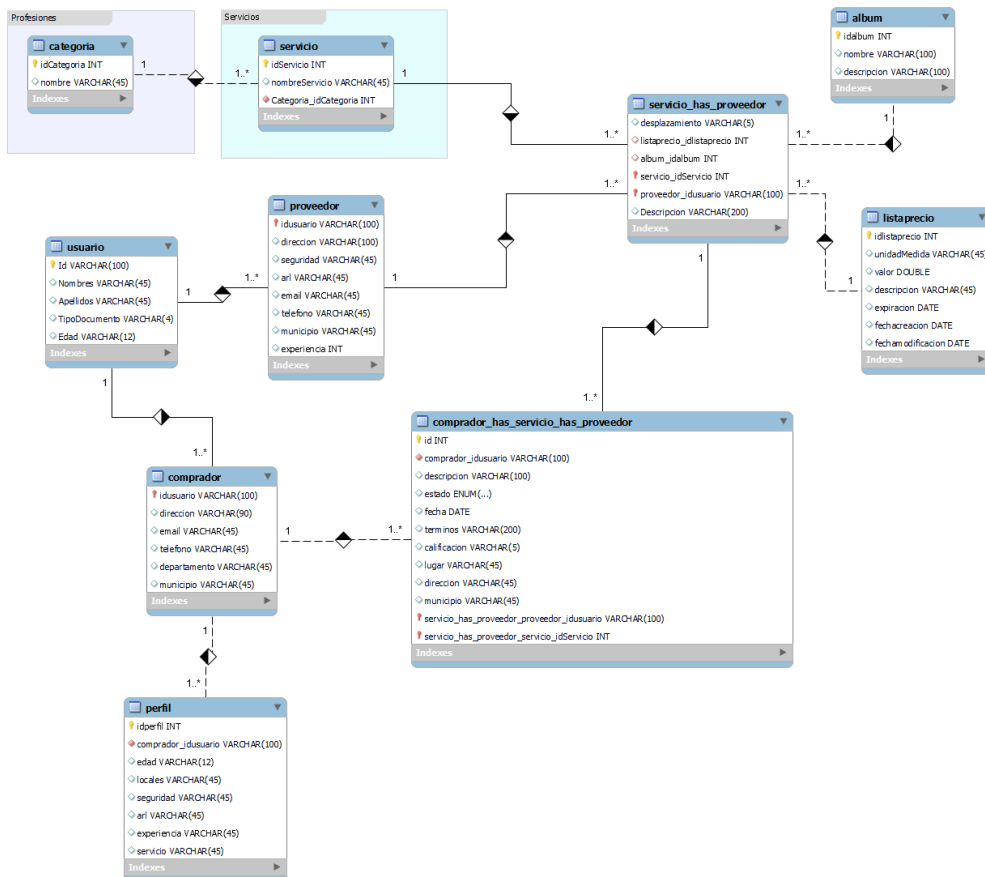 Profesiones
categoria
idCategoria INT
nombre VARCHAR(45)
Indexes
1
1..*
Servicios
servicio
idServicio INT
nombreServicio VARCHAR(45)
Categoria_idCategoria INT
Indexes
1
1..*
servicio_has_proveedor
desplazamiento VARCHAR(5)
listaprecio_idlistaprecio INT
album_idalbum INT
servicio_idServicio INT
proveedor_idusuario VARCHAR(100)
Descripcion VARCHAR(200)
Indexes
album
idalbum INT
nombre VARCHAR(100)
descripcion VARCHAR(100)
Indexes
1
1..*
1..*
1..*
1
listaprecio
idlistaprecio INT
unidadMedida VARCHAR(45)
valor DOUBLE
descripcion VARCHAR(45)
expiracion DATE
fechacreacion DATE
fechamodificacion DATE
Indexes
proveedor
idusuario VARCHAR(100)
direccion VARCHAR(100)
seguridad VARCHAR(45)
arl VARCHAR(45)
email VARCHAR(45)
telefono VARCHAR(45)
municipio VARCHAR(45)
experiencia INT
Indexes
1
usuario
Id VARCHAR(100)
Nombres VARCHAR(45)
Apellidos VARCHAR(45)
TipoDocumento VARCHAR(4)
Edad VARCHAR(12)
Indexes
1
1..*
1
1..*
1
1..*
comprador_has_servicio_has_proveedor
id INT
comprador_idusuario VARCHAR(100)
descripcion VARCHAR(100)
estado ENUM(...)
fecha DATE
terminos VARCHAR(200)
calificacion VARCHAR(5)
lugar VARCHAR(45)
direccion VARCHAR(45)
municipio VARCHAR(45)
servicio_has_proveedor_proveedor_idusuario VARCHAR(100)
servicio_has_proveedor_servicio_idServicio INT
Indexes
comprador
idusuario VARCHAR(100)
direccion VARCHAR(90)
email VARCHAR(45)
telefono VARCHAR(45)
departamento VARCHAR(45)
municipio VARCHAR(45)
Indexes
1
1..*
1
1..*
perfil
idperfil INT
comprador_idusuario VARCHAR(100)
edad VARCHAR(12)
locales VARCHAR(45)
seguridad VARCHAR(45)
arl VARCHAR(45)
experiencia VARCHAR(45)
servicio VARCHAR(45)
Indexes